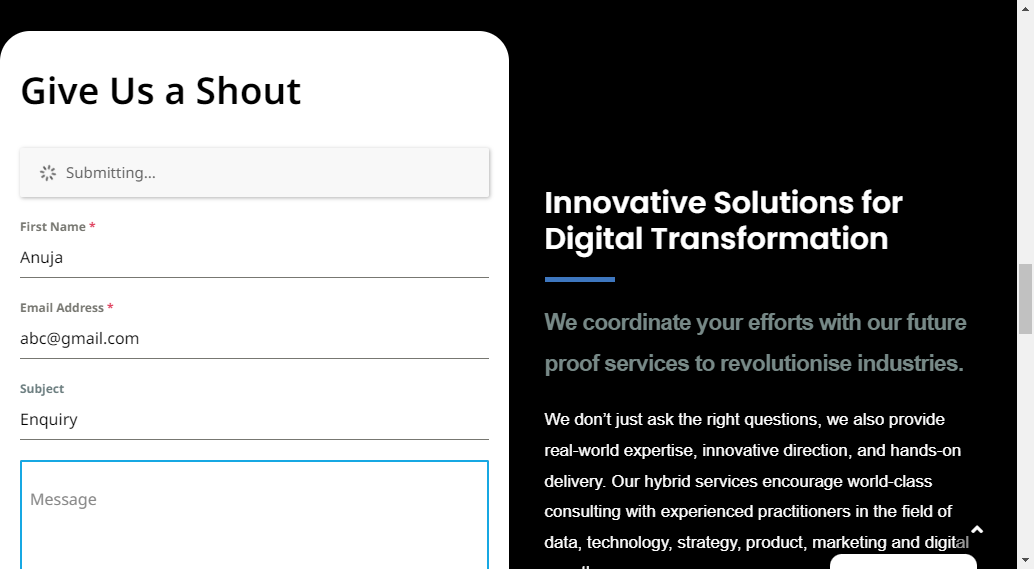 Give Us a Shout
Submitting...
First Name *
Anuja
Email Address *
abc@gmail.com
Subject
Enquiry
Message
Innovative Solutions for
Digital Transformation
We coordinate your efforts with our future
proof services to revolutionise industries.
We don’t just ask the right questions, we also provide
real-world expertise, innovative direction, and hands-on
delivery. Our hybrid services encourage world-class
consulting with experienced practitioners in the field of
data, technology, strategy, product, marketing and digital